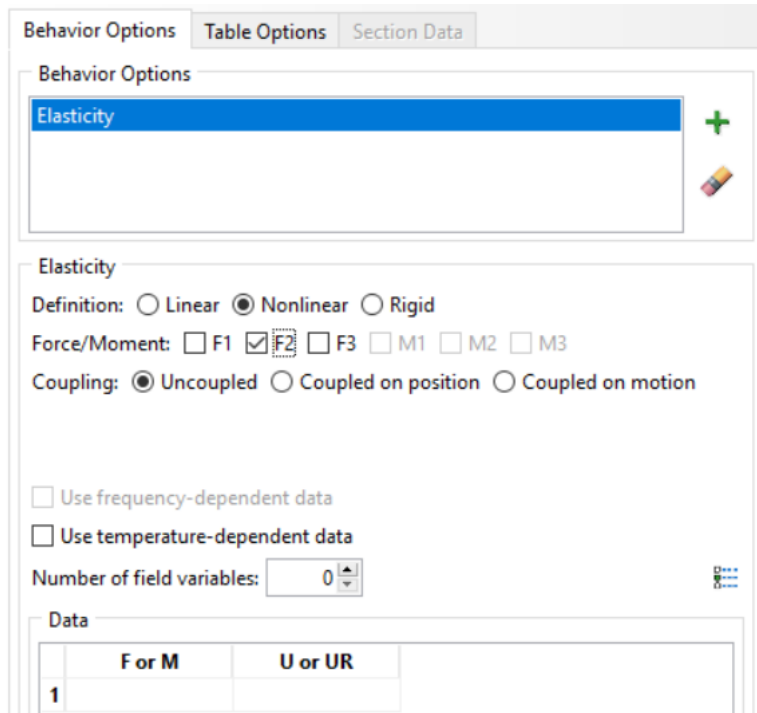 Behavior Options Table Options Section Data
Behavior Options
Elasticity
Elasticity
Definition: Linear Nonlinear Rigid
Force/Moment: F1 F2 F3 M1 M2 M3
Coupling: Uncoupled Coupled on position Coupled on motion
Use frequency-dependent data
Use temperature-dependent data
Number of field variables: 0
Data
F or M U or UR
1